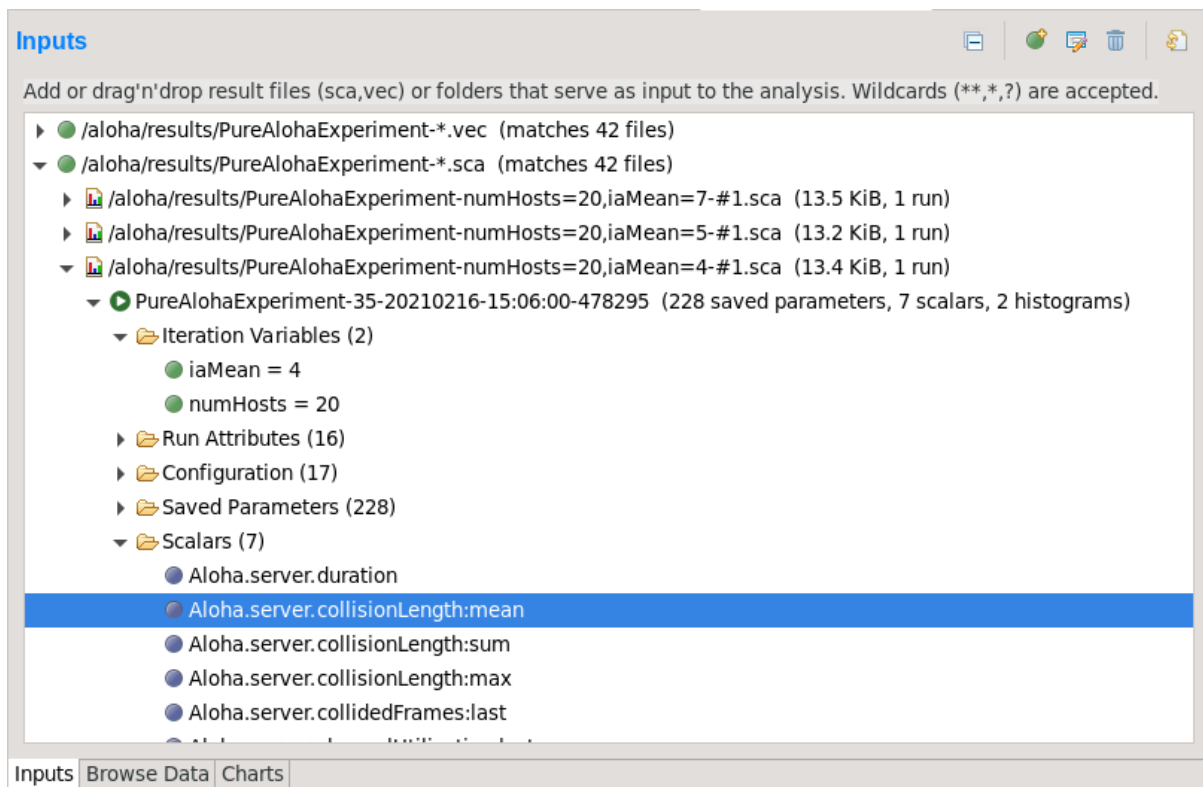 Inputs
Add or drag'n'drop result files (sca,vec) or folders that serve as input to the analysis. Wildcards (**,*,?) are accepted.
/aloha/results/PureAlohaExperiment-*.vec (matches 42 files)
/aloha/results/PureAlohaExperiment-*.sca (matches 42 files)
/aloha/results/PureAlohaExperiment-numHosts=20,iaMean=7-#1.sca (13.5 KiB, 1 run)
/aloha/results/PureAlohaExperiment-numHosts=20,iaMean=5-#1.sca (13.2 KiB, 1 run)
/aloha/results/PureAlohaExperiment-numHosts=20,iaMean=4-#1.sca (13.4 KiB, 1 run)
PureAlohaExperiment-35-20210216-15:06:00-478295 (228 saved parameters, 7 scalars, 2 histograms)
Iteration Variables (2)
iaMean = 4
numHosts = 20
Run Attributes (16)
Configuration (17)
Saved Parameters (228)
Scalars (7)
Aloha.server.duration
Aloha.server.collisionLength:mean
Aloha.server.collisionLength:sum
Aloha.server.collisionLength:max
Aloha.server.collidedFrames:last
Inputs Browse Data Charts